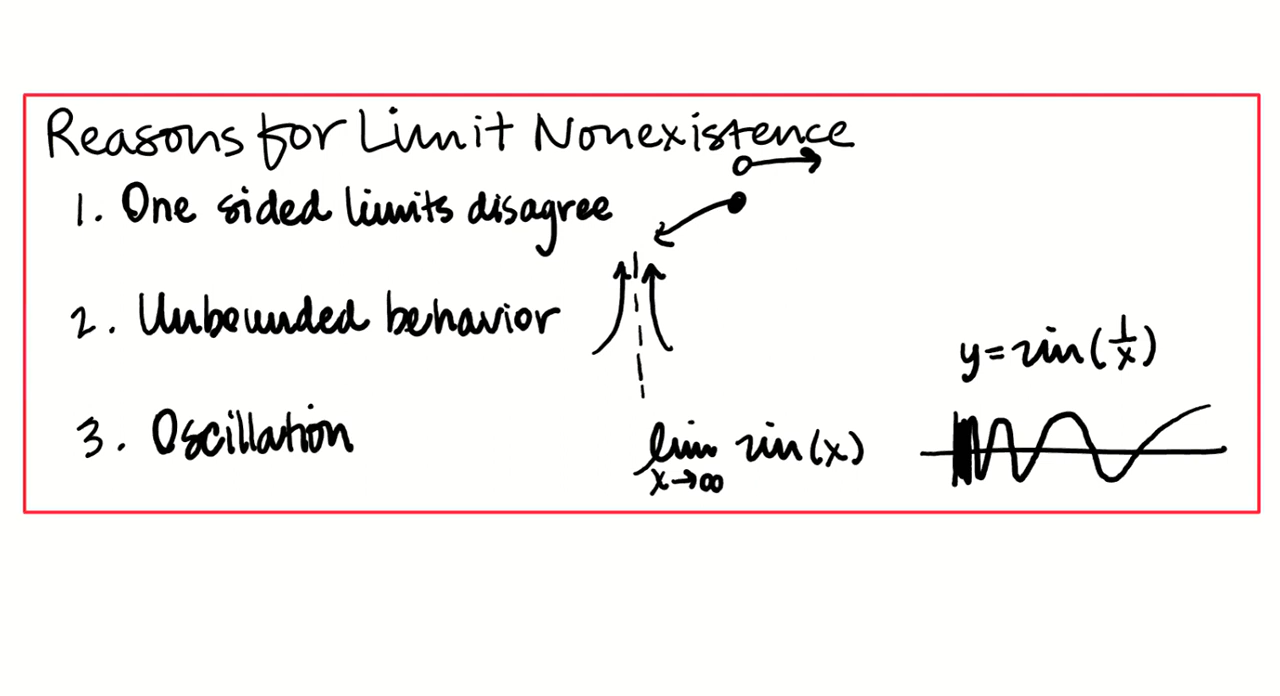 Reasons for Limit Nonexistence
1. One sided limits disagree
2. Unbounded behavior
y = sin(1/x)
3. Oscillation lim x→∞ sin(x)